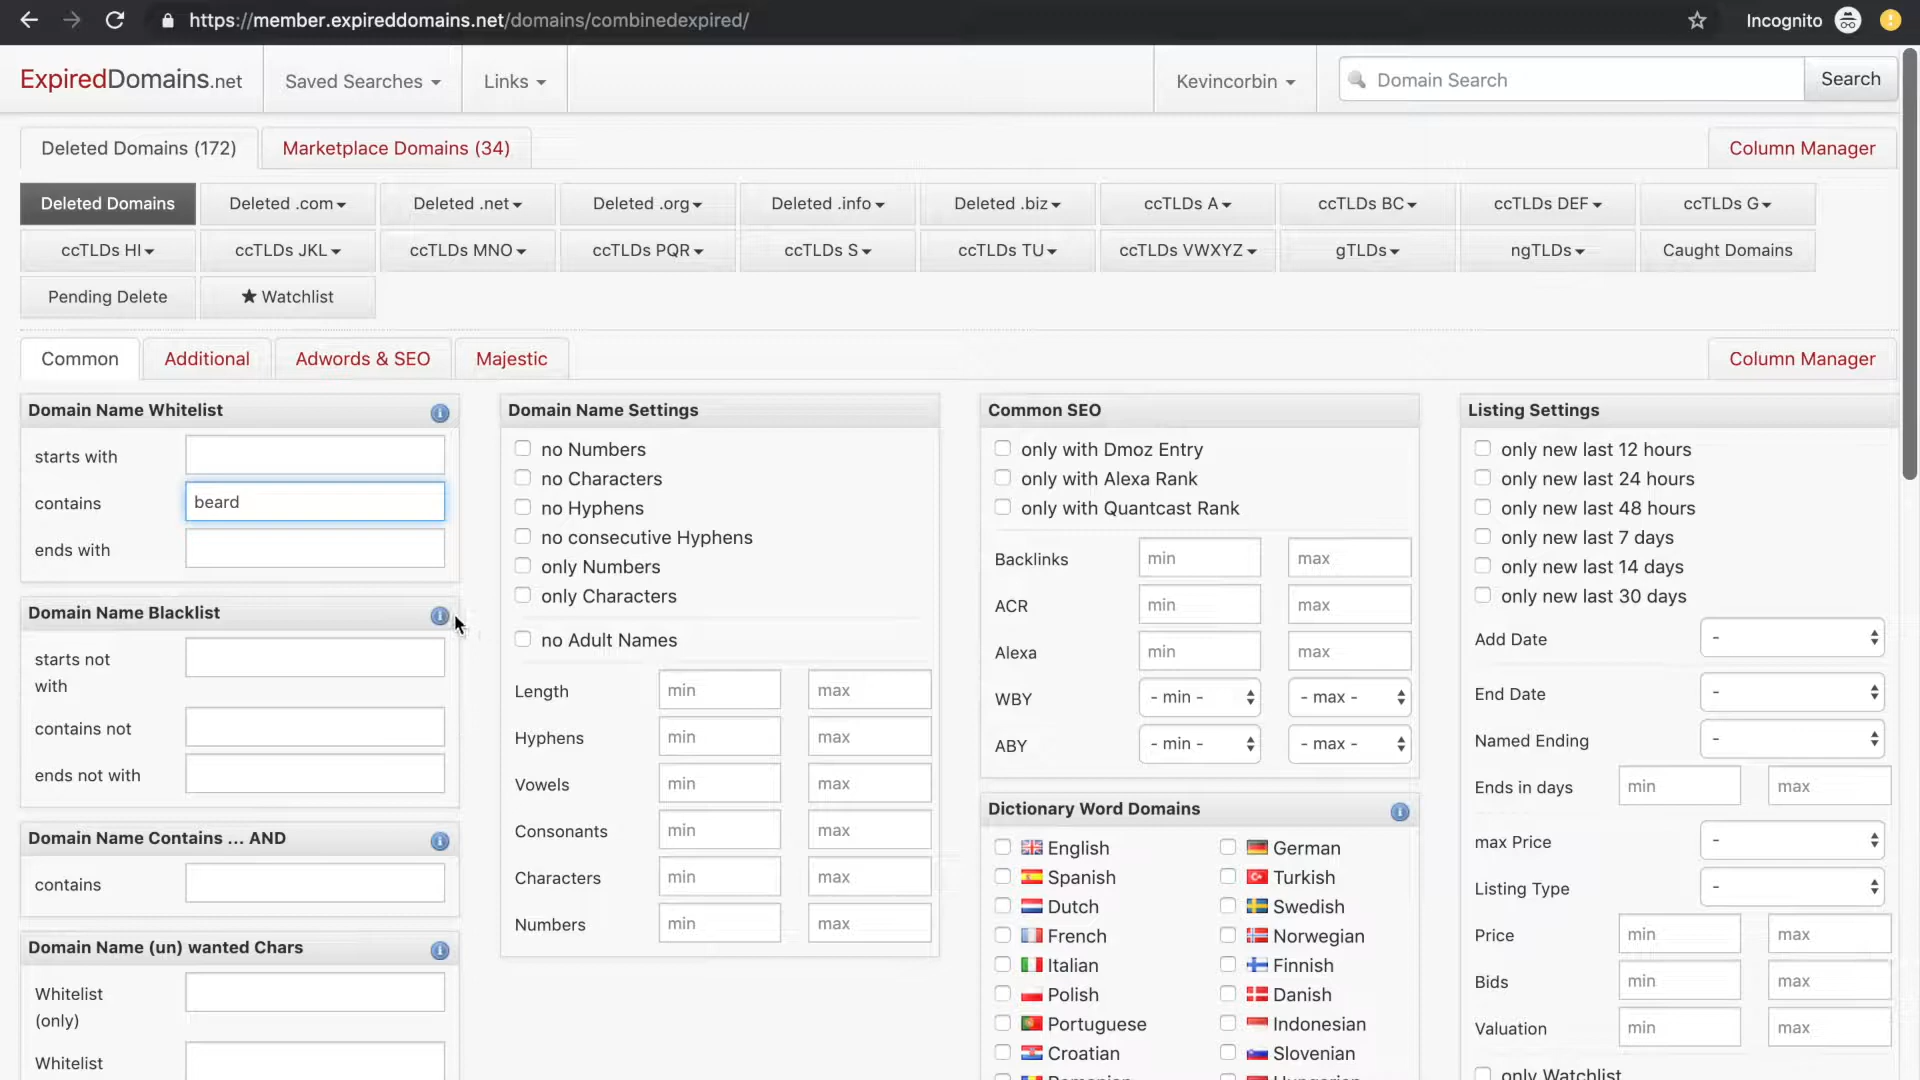 https://member.expireddomains.net/domains/combinedexpired/
Incognito
ExpiredDomains.net
Saved Searches
Links
Kevincorbin
Domain Search
Search
Deleted Domains (172)
Marketplace Domains (34)
Column Manager
Deleted Domains
Deleted .com
Deleted .net
Deleted .org
Deleted .info
Deleted .biz
ccTLDs A
ccTLDs BC
ccTLDs DEF
ccTLDs G
ccTLDs HI
ccTLDs JKL
ccTLDs MNO
ccTLDs PQR
ccTLDs S
ccTLDs TU
ccTLDs VWXYZ
gTLDs
ngTLDs
Caught Domains
Pending Delete
★ Watchlist
Common
Additional
Adwords & SEO
Majestic
Column Manager
Domain Name Whitelist
starts with
contains
beard
ends with
Domain Name Blacklist
starts not
with
contains not
ends not with
Domain Name Contains ... AND
contains
Domain Name (un) wanted Chars
Whitelist
(only)
Whitelist
Domain Name Settings
no Numbers
no Characters
no Hyphens
no consecutive Hyphens
only Numbers
only Characters
no Adult Names
Length min max
Hyphens min max
Vowels min max
Consonants min max
Characters min max
Numbers min max
Common SEO
only with Dmoz Entry
only with Alexa Rank
only with Quantcast Rank
Backlinks min max
ACR min max
Alexa min max
WBY - min - - max -
ABY - min - - max -
Dictionary Word Domains
English German
Spanish Turkish
Dutch Swedish
French Norwegian
Italian Finnish
Polish Danish
Portuguese Indonesian
Croatian Slovenian
Listing Settings
only new last 12 hours
only new last 24 hours
only new last 48 hours
only new last 7 days
only new last 14 days
only new last 30 days
Add Date -
End Date -
Named Ending -
Ends in days min max
max Price -
Listing Type -
Price min max
Bids min max
Valuation min max
only Watchlist